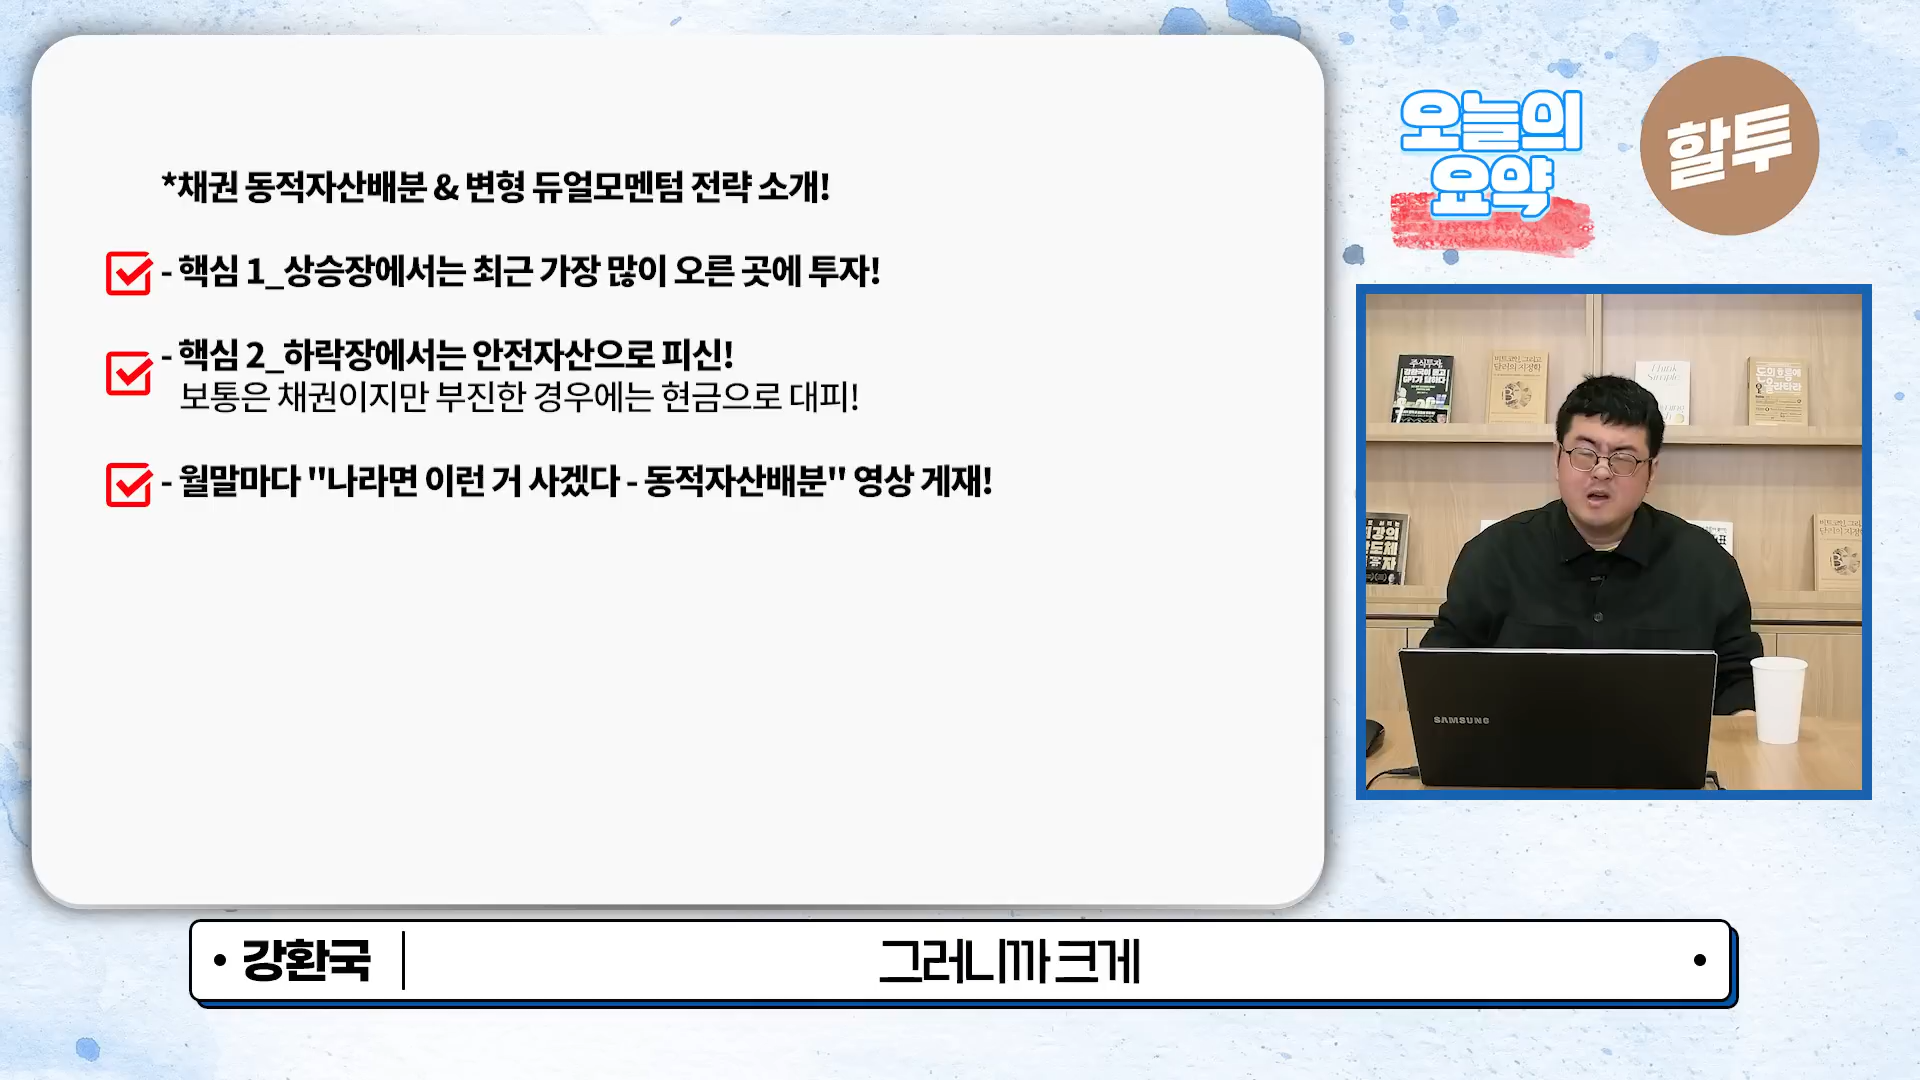 *채권 동적자산배분 & 변형 듀얼모멘텀 전략 소개!
- 핵심 1_상승장에서는 최근 가장 많이 오른 곳에 투자!
- 핵심 2_하락장에서는 안전자산으로 피신!
보통은 채권이지만 부진한 경우에는 현금으로 대피!
- 월말마다 "나라면 이런 거 사겠다 - 동적자산배분" 영상 게재!
오늘의
요약
할투
SAMSUNG
• 강환국
그러니까 크게 •